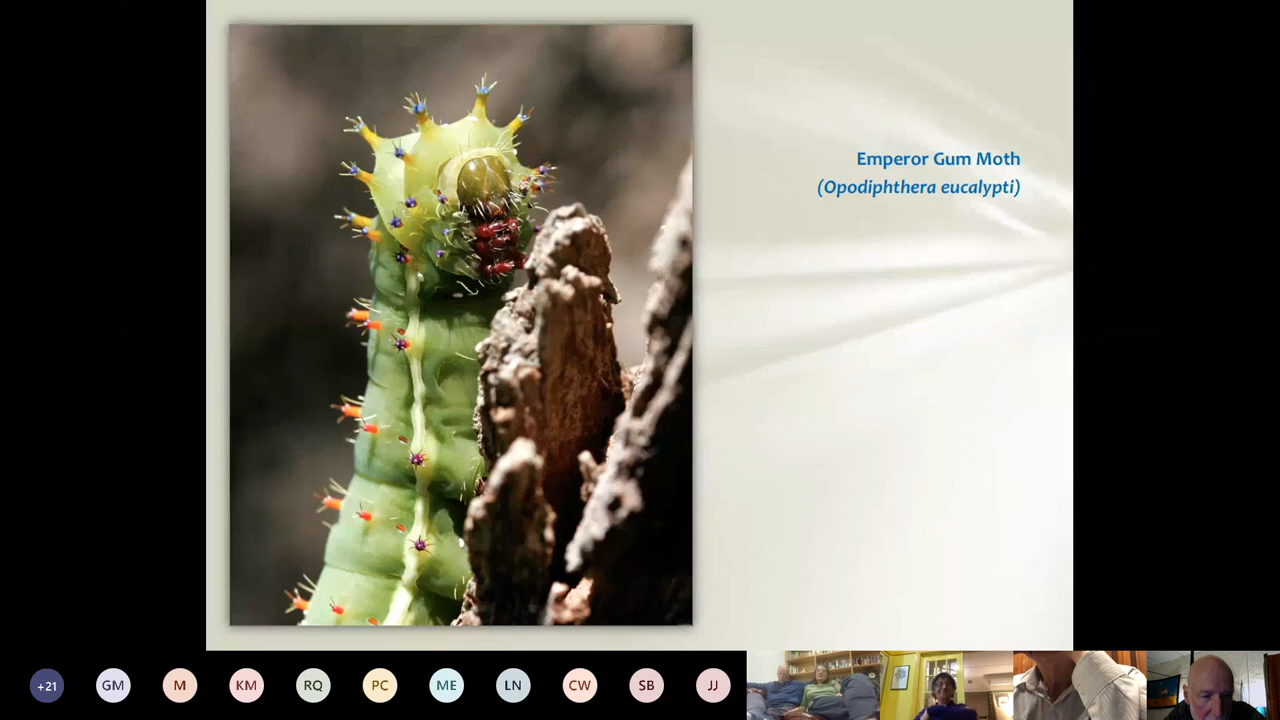 Emperor Gum Moth
(Opodiphthera eucalypti)
+21
GM
M
KM
RQ
PC
ME
LN
CW
SB
JJ